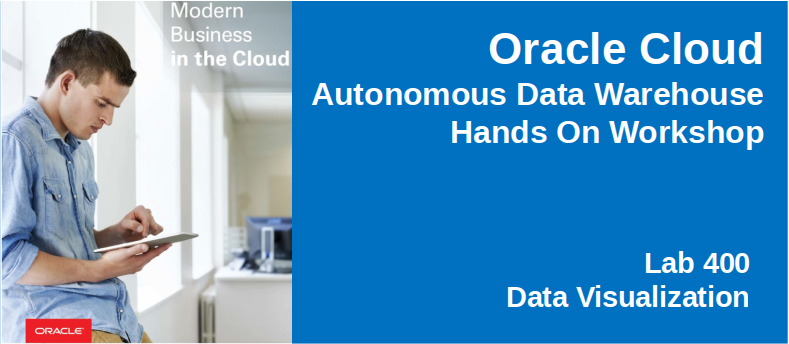 Modern
Business
in the Cloud
ORACLE
Oracle Cloud
Autonomous Data Warehouse
Hands On Workshop
Lab 400
Data Visualization